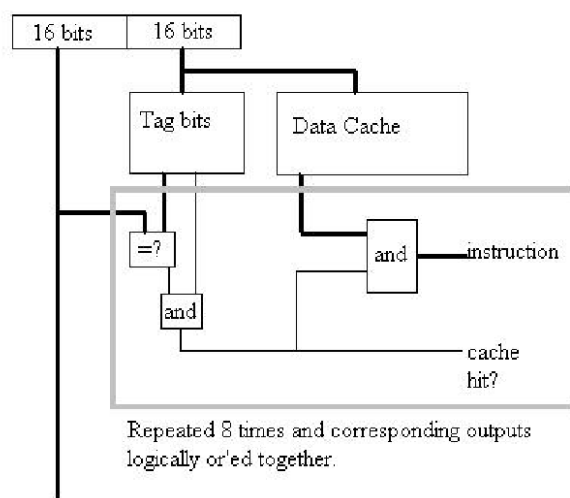 16 bits 16 bits
Tag bits
Data Cache
=?
and
instruction
and
cache
hit?
Repeated 8 times and corresponding outputs
logically or'ed together.